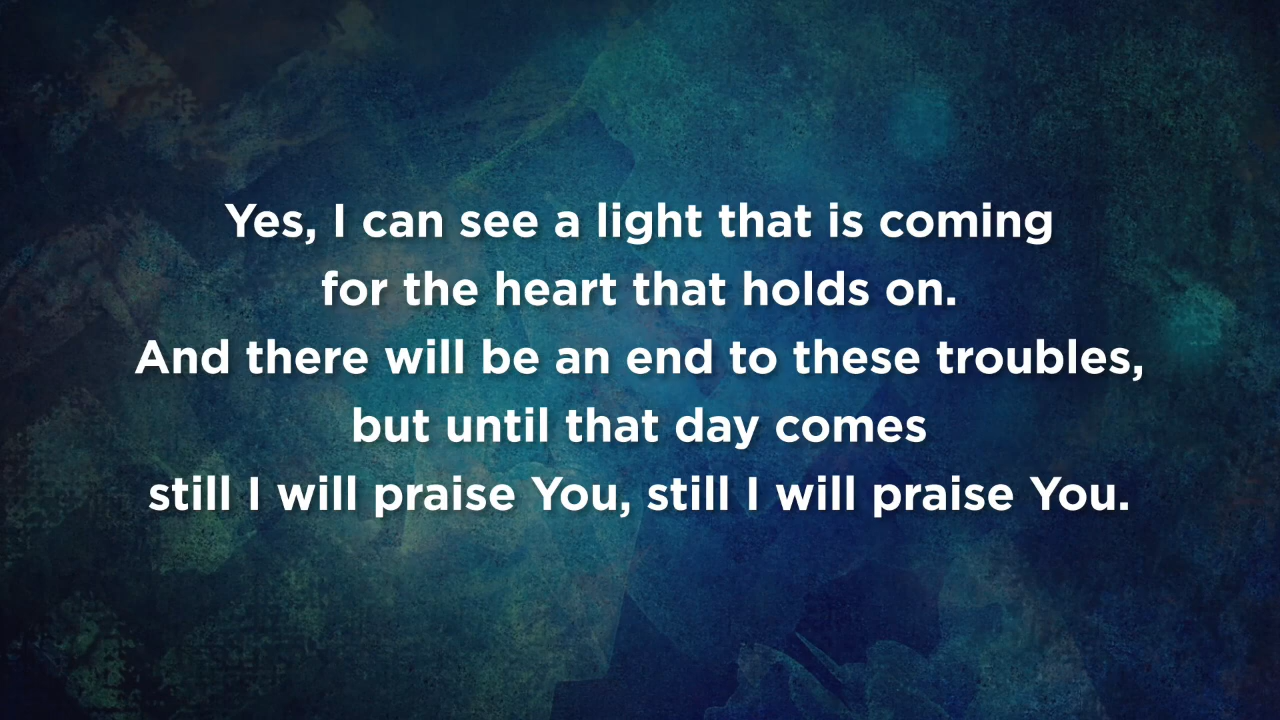 Yes, I can see a light that is coming
for the heart that holds on.
And there will be an end to these troubles,
but until that day comes
still I will praise You, still I will praise You.